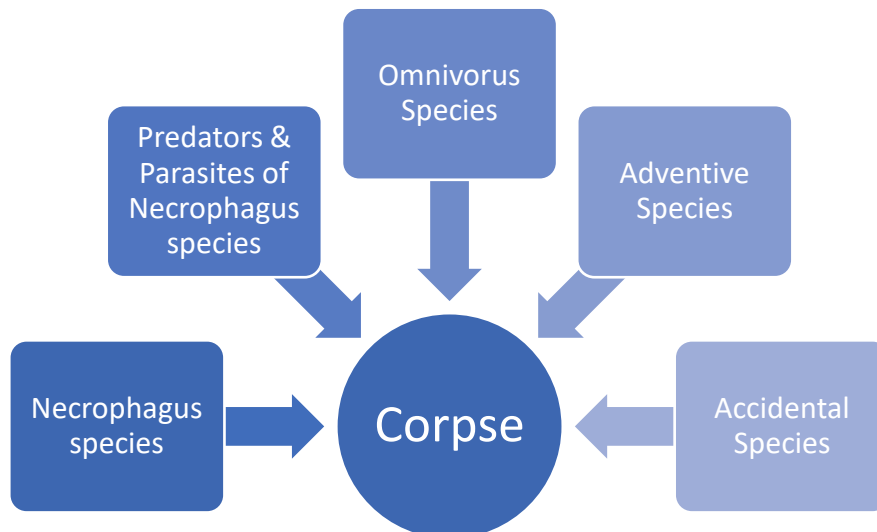 Omnivorus
Species
Predators &
Parasites of
Necrophagus
species
Adventive
Species
Necrophagus
species
Corpse
Accidental
Species